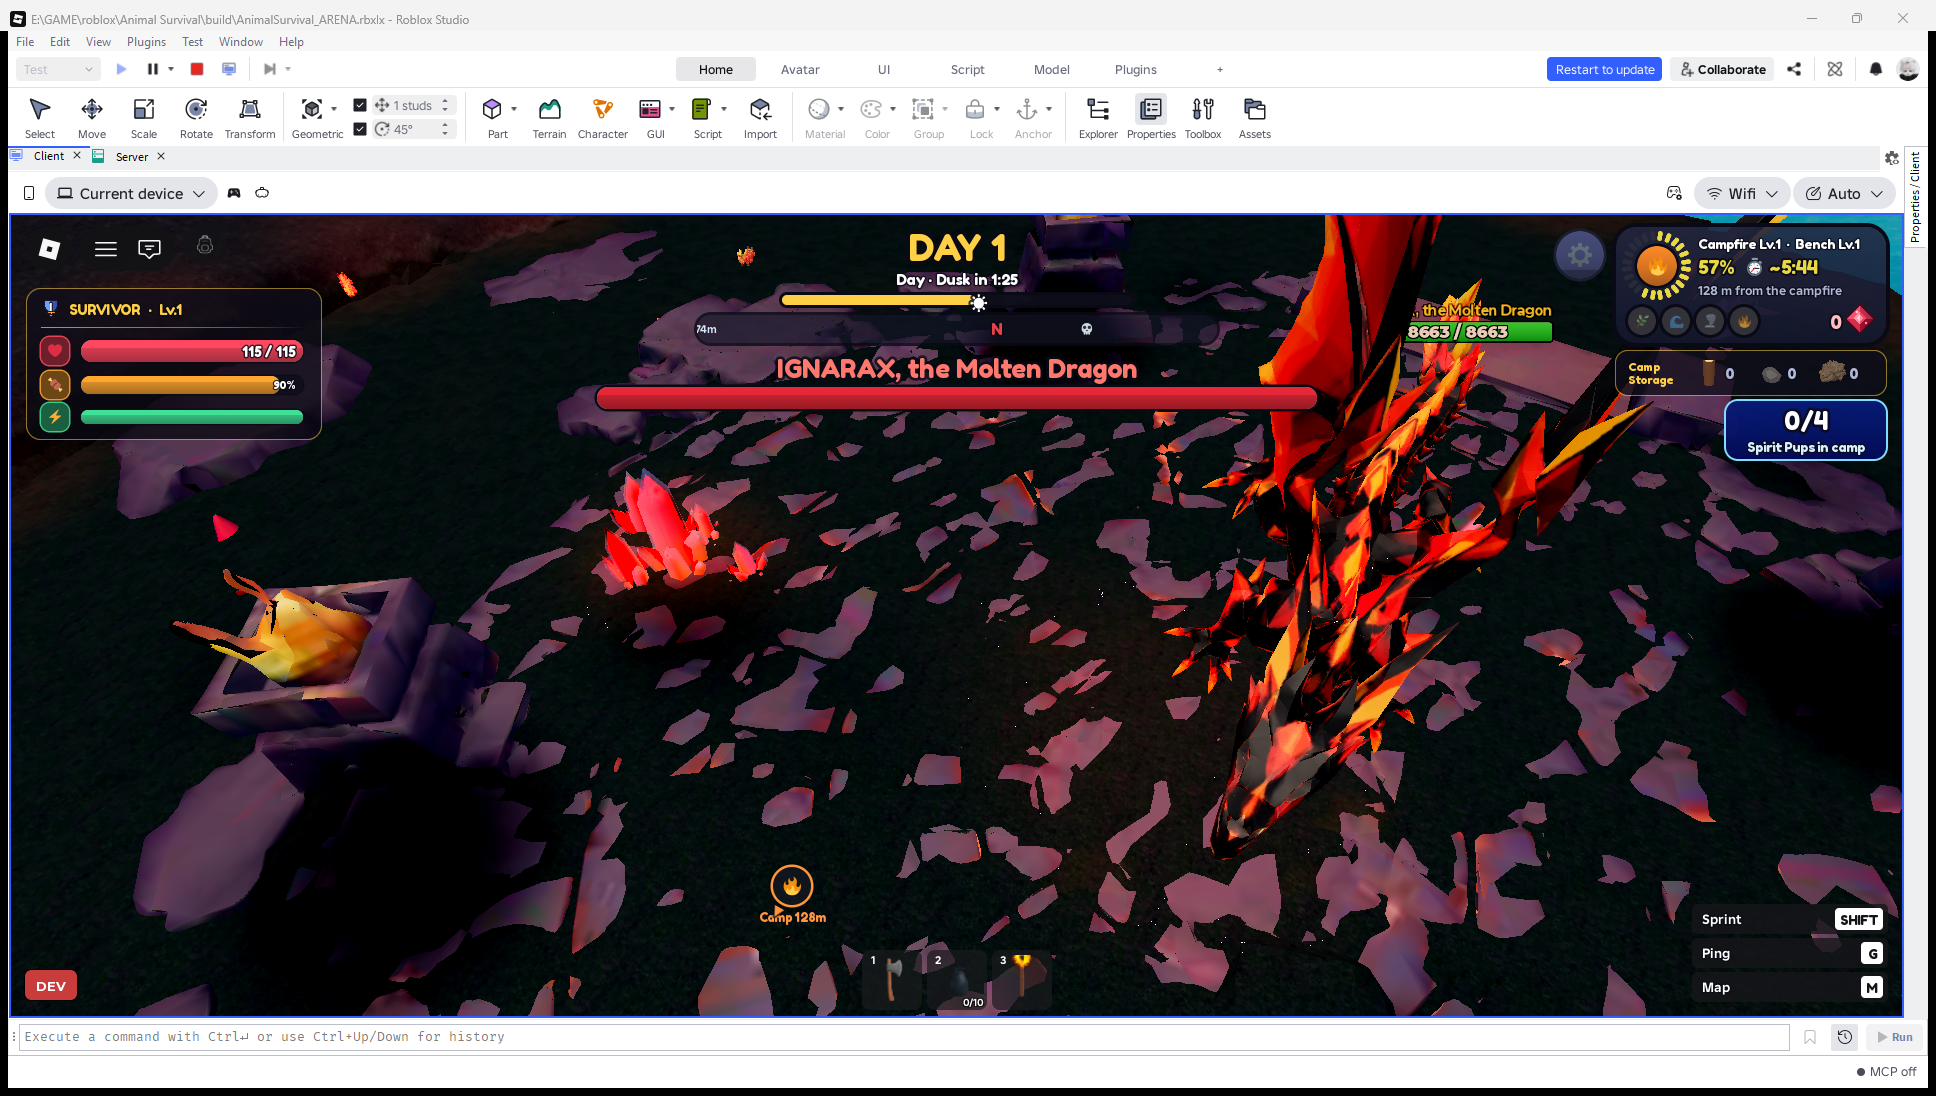 E:\GAME\roblox\Animal Survival\build\AnimalSurvival_ARENA.rbxlx - Roblox Studio
File Edit View Plugins Test Window Help
Test
Home Avatar UI Script Model Plugins +
Restart to update
Collaborate
Select Move Scale Rotate Transform Geometric
1 studs
45°
Part Terrain Character GUI Script Import Material Color Group Lock Anchor Explorer Properties Toolbox Assets
Client
Server
Properties / Client
Current device
Wifi
Auto
DAY 1
Day · Dusk in 1:25
74m
N
SURVIVOR · Lv.1
115 / 115
90%
IGNARAX, the Molten Dragon
, the Molten Dragon
8663 / 8663
Campfire Lv.1 · Bench Lv.1
57% ~5:44
128 m from the campfire
0
Camp
Storage
0 0 0
0/4
Spirit Pups in camp
Camp 128m
1 2 3
0/10
Sprint SHIFT
Ping G
Map M
DEV
Execute a command with Ctrl↵ or use Ctrl+Up/Down for history
Run
MCP off